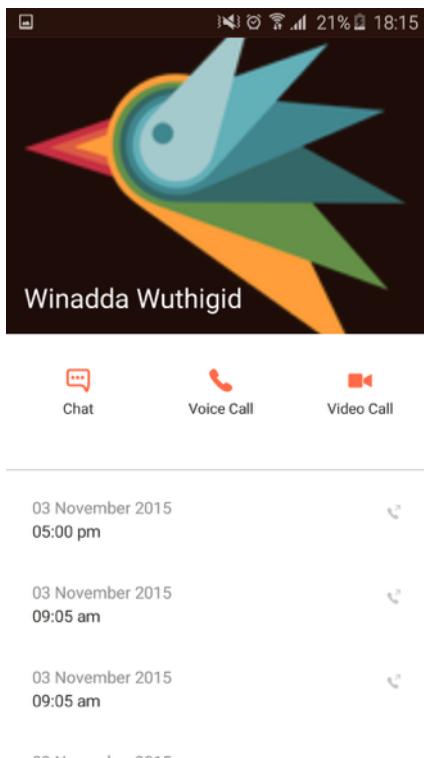 21% 18:15
Winadda Wuthigid
Chat Voice Call Video Call
03 November 2015
05:00 pm
03 November 2015
09:05 am
03 November 2015
09:05 am